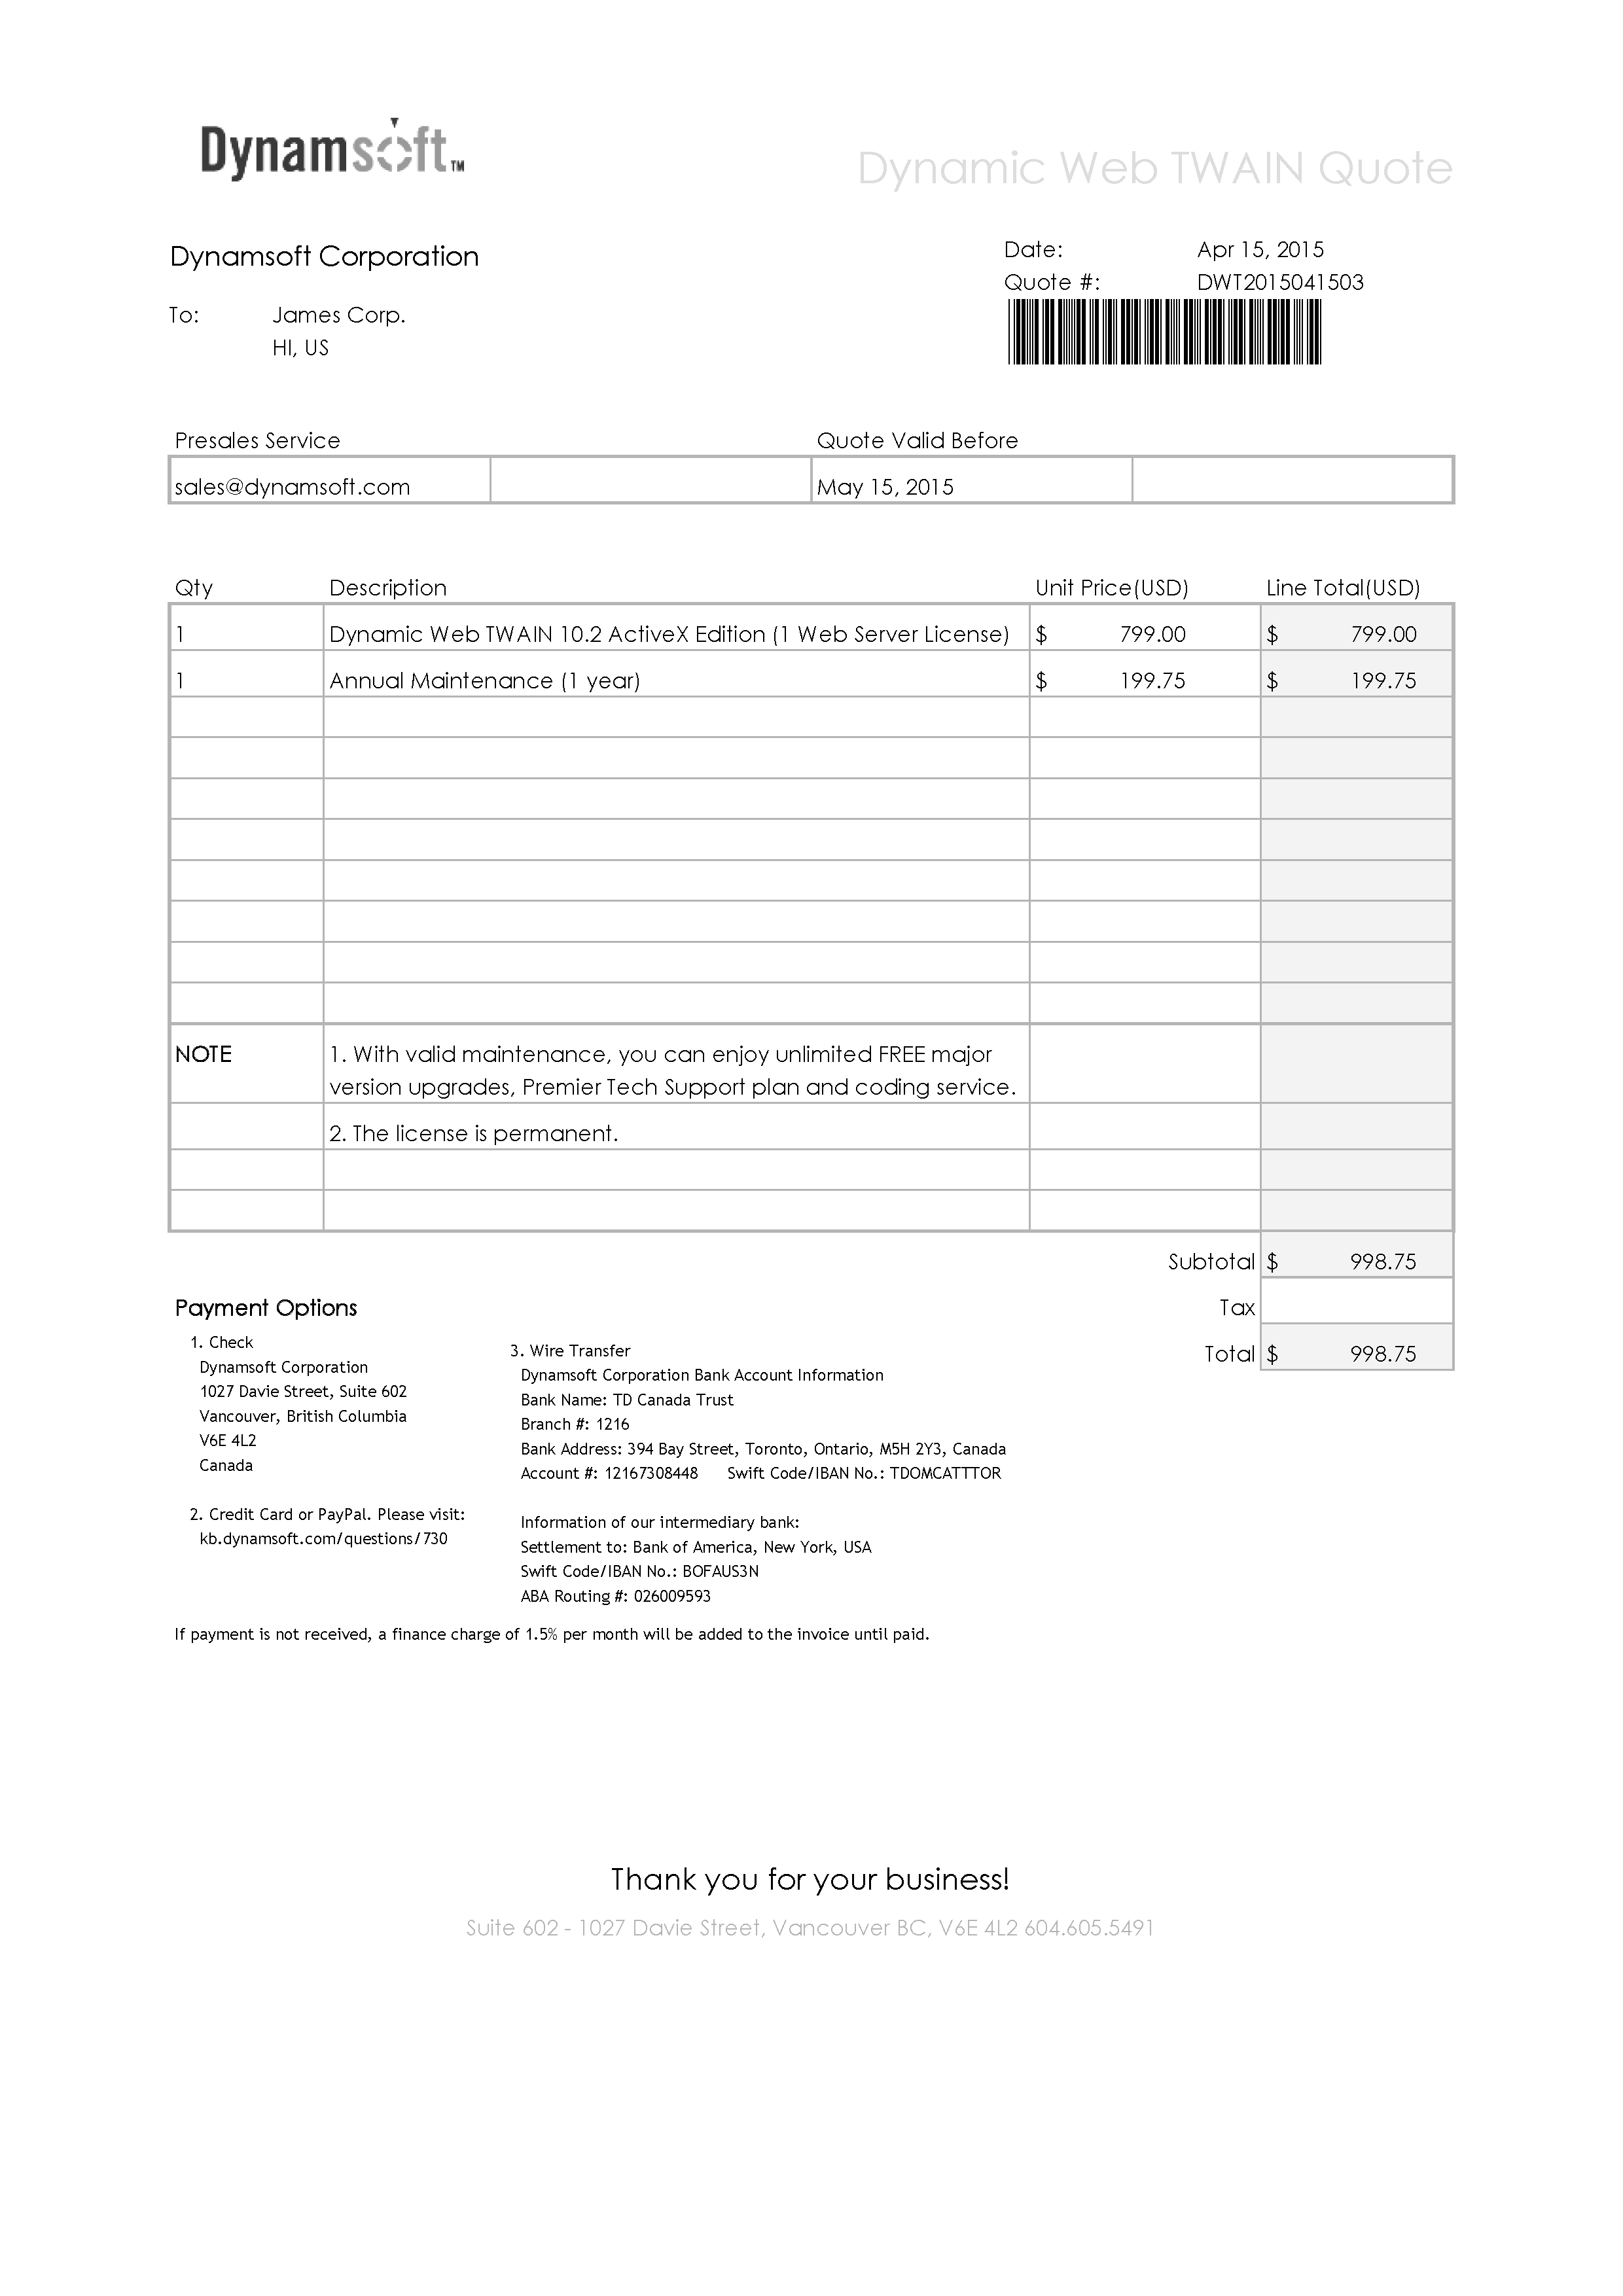 Dynamsoft™
Dynamic Web TWAIN Quote
Dynamsoft Corporation
Date: Apr 15, 2015
Quote #: DWT2015041503
To: James Corp.
HI, US
Presales Service Quote Valid Before
sales@dynamsoft.com May 15, 2015
Qty Description Unit Price(USD) Line Total(USD)
1 Dynamic Web TWAIN 10.2 ActiveX Edition (1 Web Server License) $ 799.00 $ 799.00
1 Annual Maintenance (1 year) $ 199.75 $ 199.75
NOTE 1. With valid maintenance, you can enjoy unlimited FREE major
version upgrades, Premier Tech Support plan and coding service.
2. The license is permanent.
Subtotal $ 998.75
Tax
Total $ 998.75
Payment Options
1. Check
Dynamsoft Corporation
1027 Davie Street, Suite 602
Vancouver, British Columbia
V6E 4L2
Canada
2. Credit Card or PayPal. Please visit:
kb.dynamsoft.com/questions/730
3. Wire Transfer
Dynamsoft Corporation Bank Account Information
Bank Name: TD Canada Trust
Branch #: 1216
Bank Address: 394 Bay Street, Toronto, Ontario, M5H 2Y3, Canada
Account #: 12167308448 Swift Code/IBAN No.: TDOMCATTTOR
Information of our intermediary bank:
Settlement to: Bank of America, New York, USA
Swift Code/IBAN No.: BOFAUS3N
ABA Routing #: 026009593
If payment is not received, a finance charge of 1.5% per month will be added to the invoice until paid.
Thank you for your business!
Suite 602 - 1027 Davie Street, Vancouver BC, V6E 4L2 604.605.5491